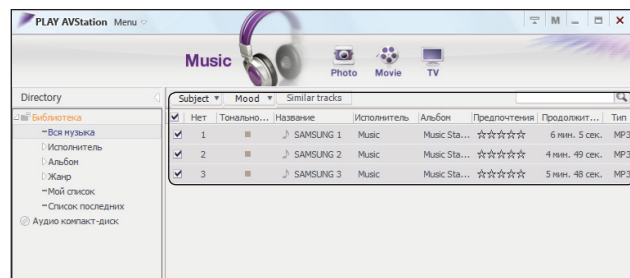 PLAY AVStation Menu
M
Music
Photo Movie TV
Directory
Subject Mood Similar tracks
Библиотека
Вся музыка
Исполнитель
Альбом
Жанр
Мой список
Список последних
Аудио компакт-диск
Нет Тонально... Название Исполнитель Альбом Предпочтения Продолжит... Тип
1 SAMSUNG 1 Music Music Sta... ☆☆☆☆☆ 6 мин. 5 сек. MP3
2 SAMSUNG 2 Music Music Sta... ☆☆☆☆☆ 4 мин. 49 сек. MP3
3 SAMSUNG 3 Music Music Sta... ☆☆☆☆☆ 5 мин. 48 сек. MP3